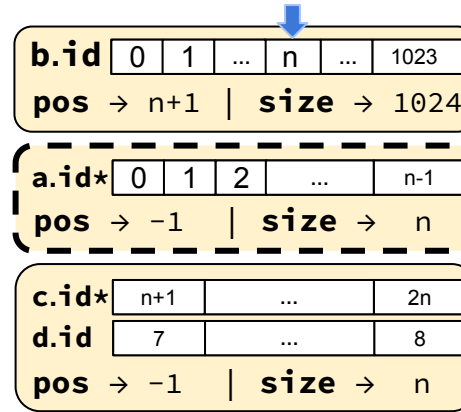 b.id 0 1 ... n ... 1023
pos → n+1 | size → 1024
a.id* 0 1 2 ... n-1
pos → -1 | size → n
c.id* n+1 ... 2n
d.id 7 ... 8
pos → -1 | size → n